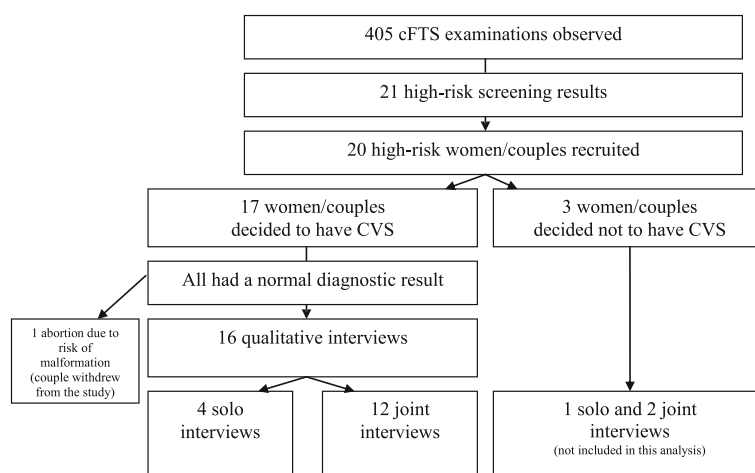 405 cFTS examinations observed
21 high-risk screening results
20 high-risk women/couples recruited
17 women/couples
decided to have CVS
3 women/couples
decided not to have CVS
All had a normal diagnostic result
1 abortion due to
risk of
malformation
(couple withdrew
from the study)
16 qualitative interviews
4 solo
interviews
12 joint
interviews
1 solo and 2 joint
interviews
(not included in this analysis)